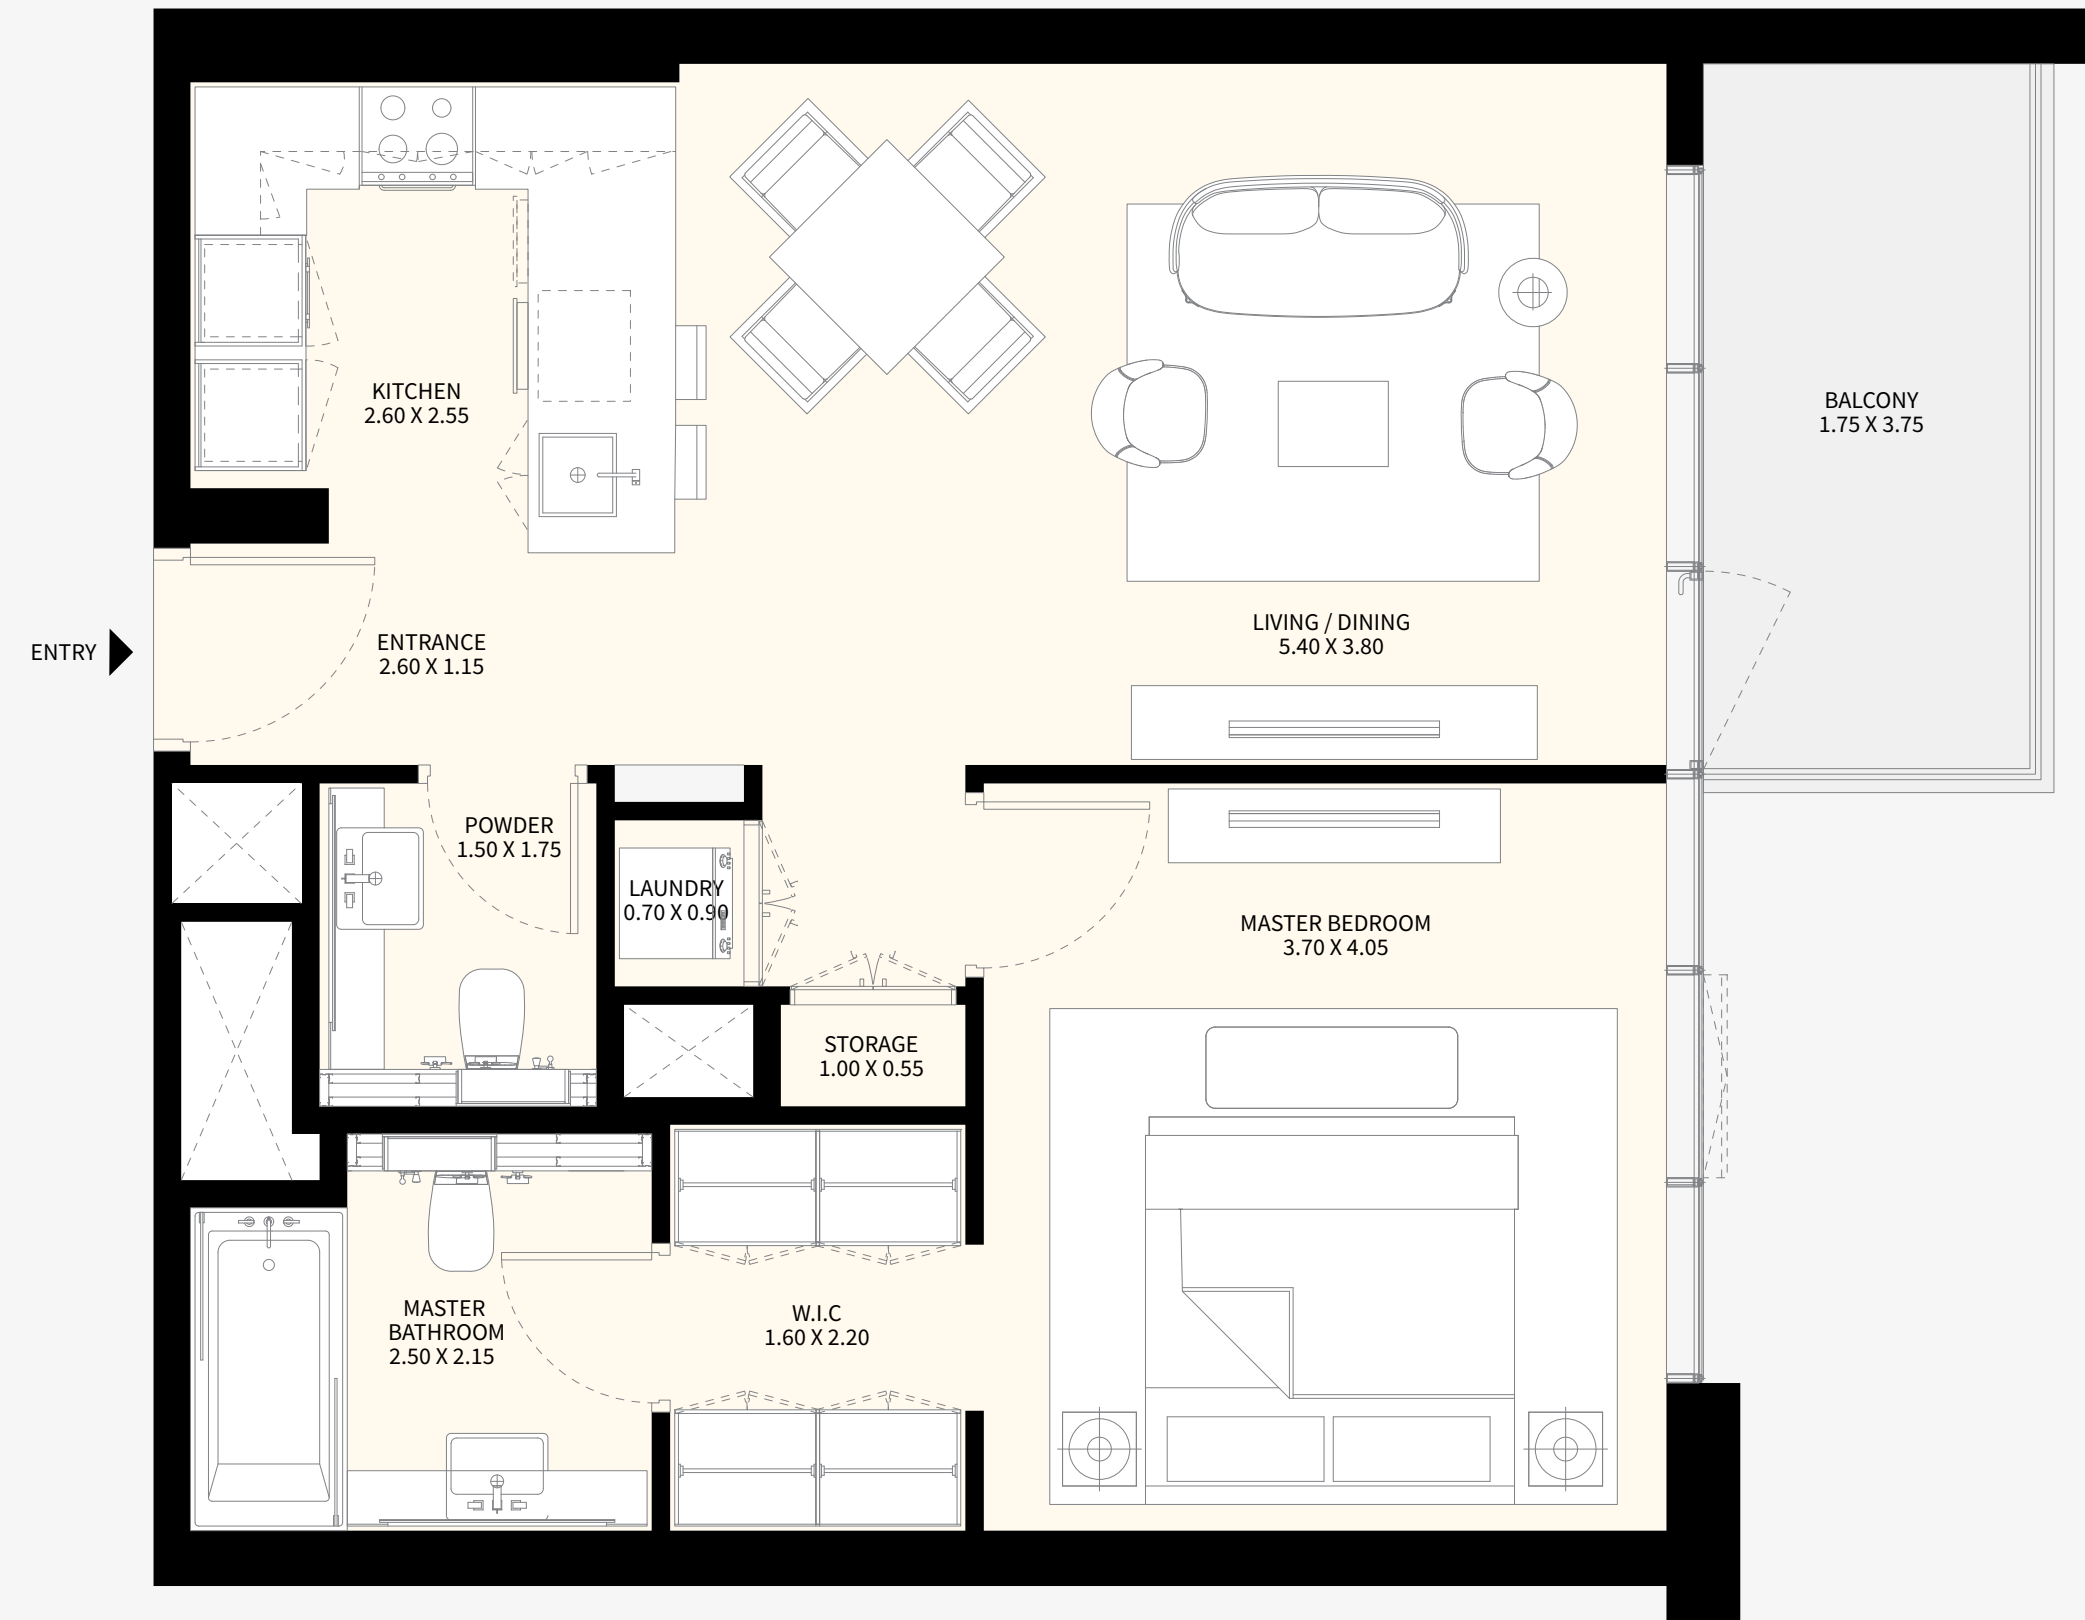 KITCHEN
2.60 X 2.55
BALCONY
1.75 X 3.75
ENTRY
ENTRANCE
2.60 X 1.15
LIVING / DINING
5.40 X 3.80
POWDER
1.50 X 1.75
LAUNDRY
0.70 X 0.90
MASTER BEDROOM
3.70 X 4.05
STORAGE
1.00 X 0.55
MASTER
BATHROOM
2.50 X 2.15
W.I.C
1.60 X 2.20